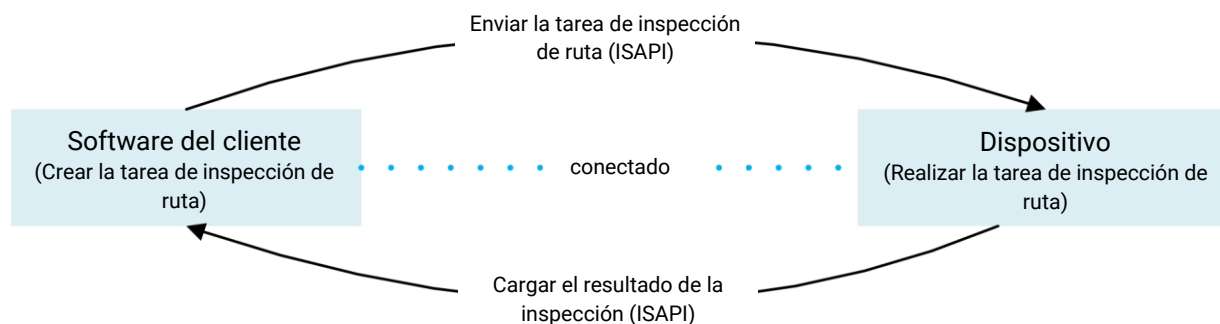 Enviar la tarea de inspección
de ruta (ISAPI)
Software del cliente
(Crear la tarea de inspección de
ruta)
conectado
Dispositivo
(Realizar la tarea de inspección de
ruta)
Cargar el resultado de la
inspección (ISAPI)